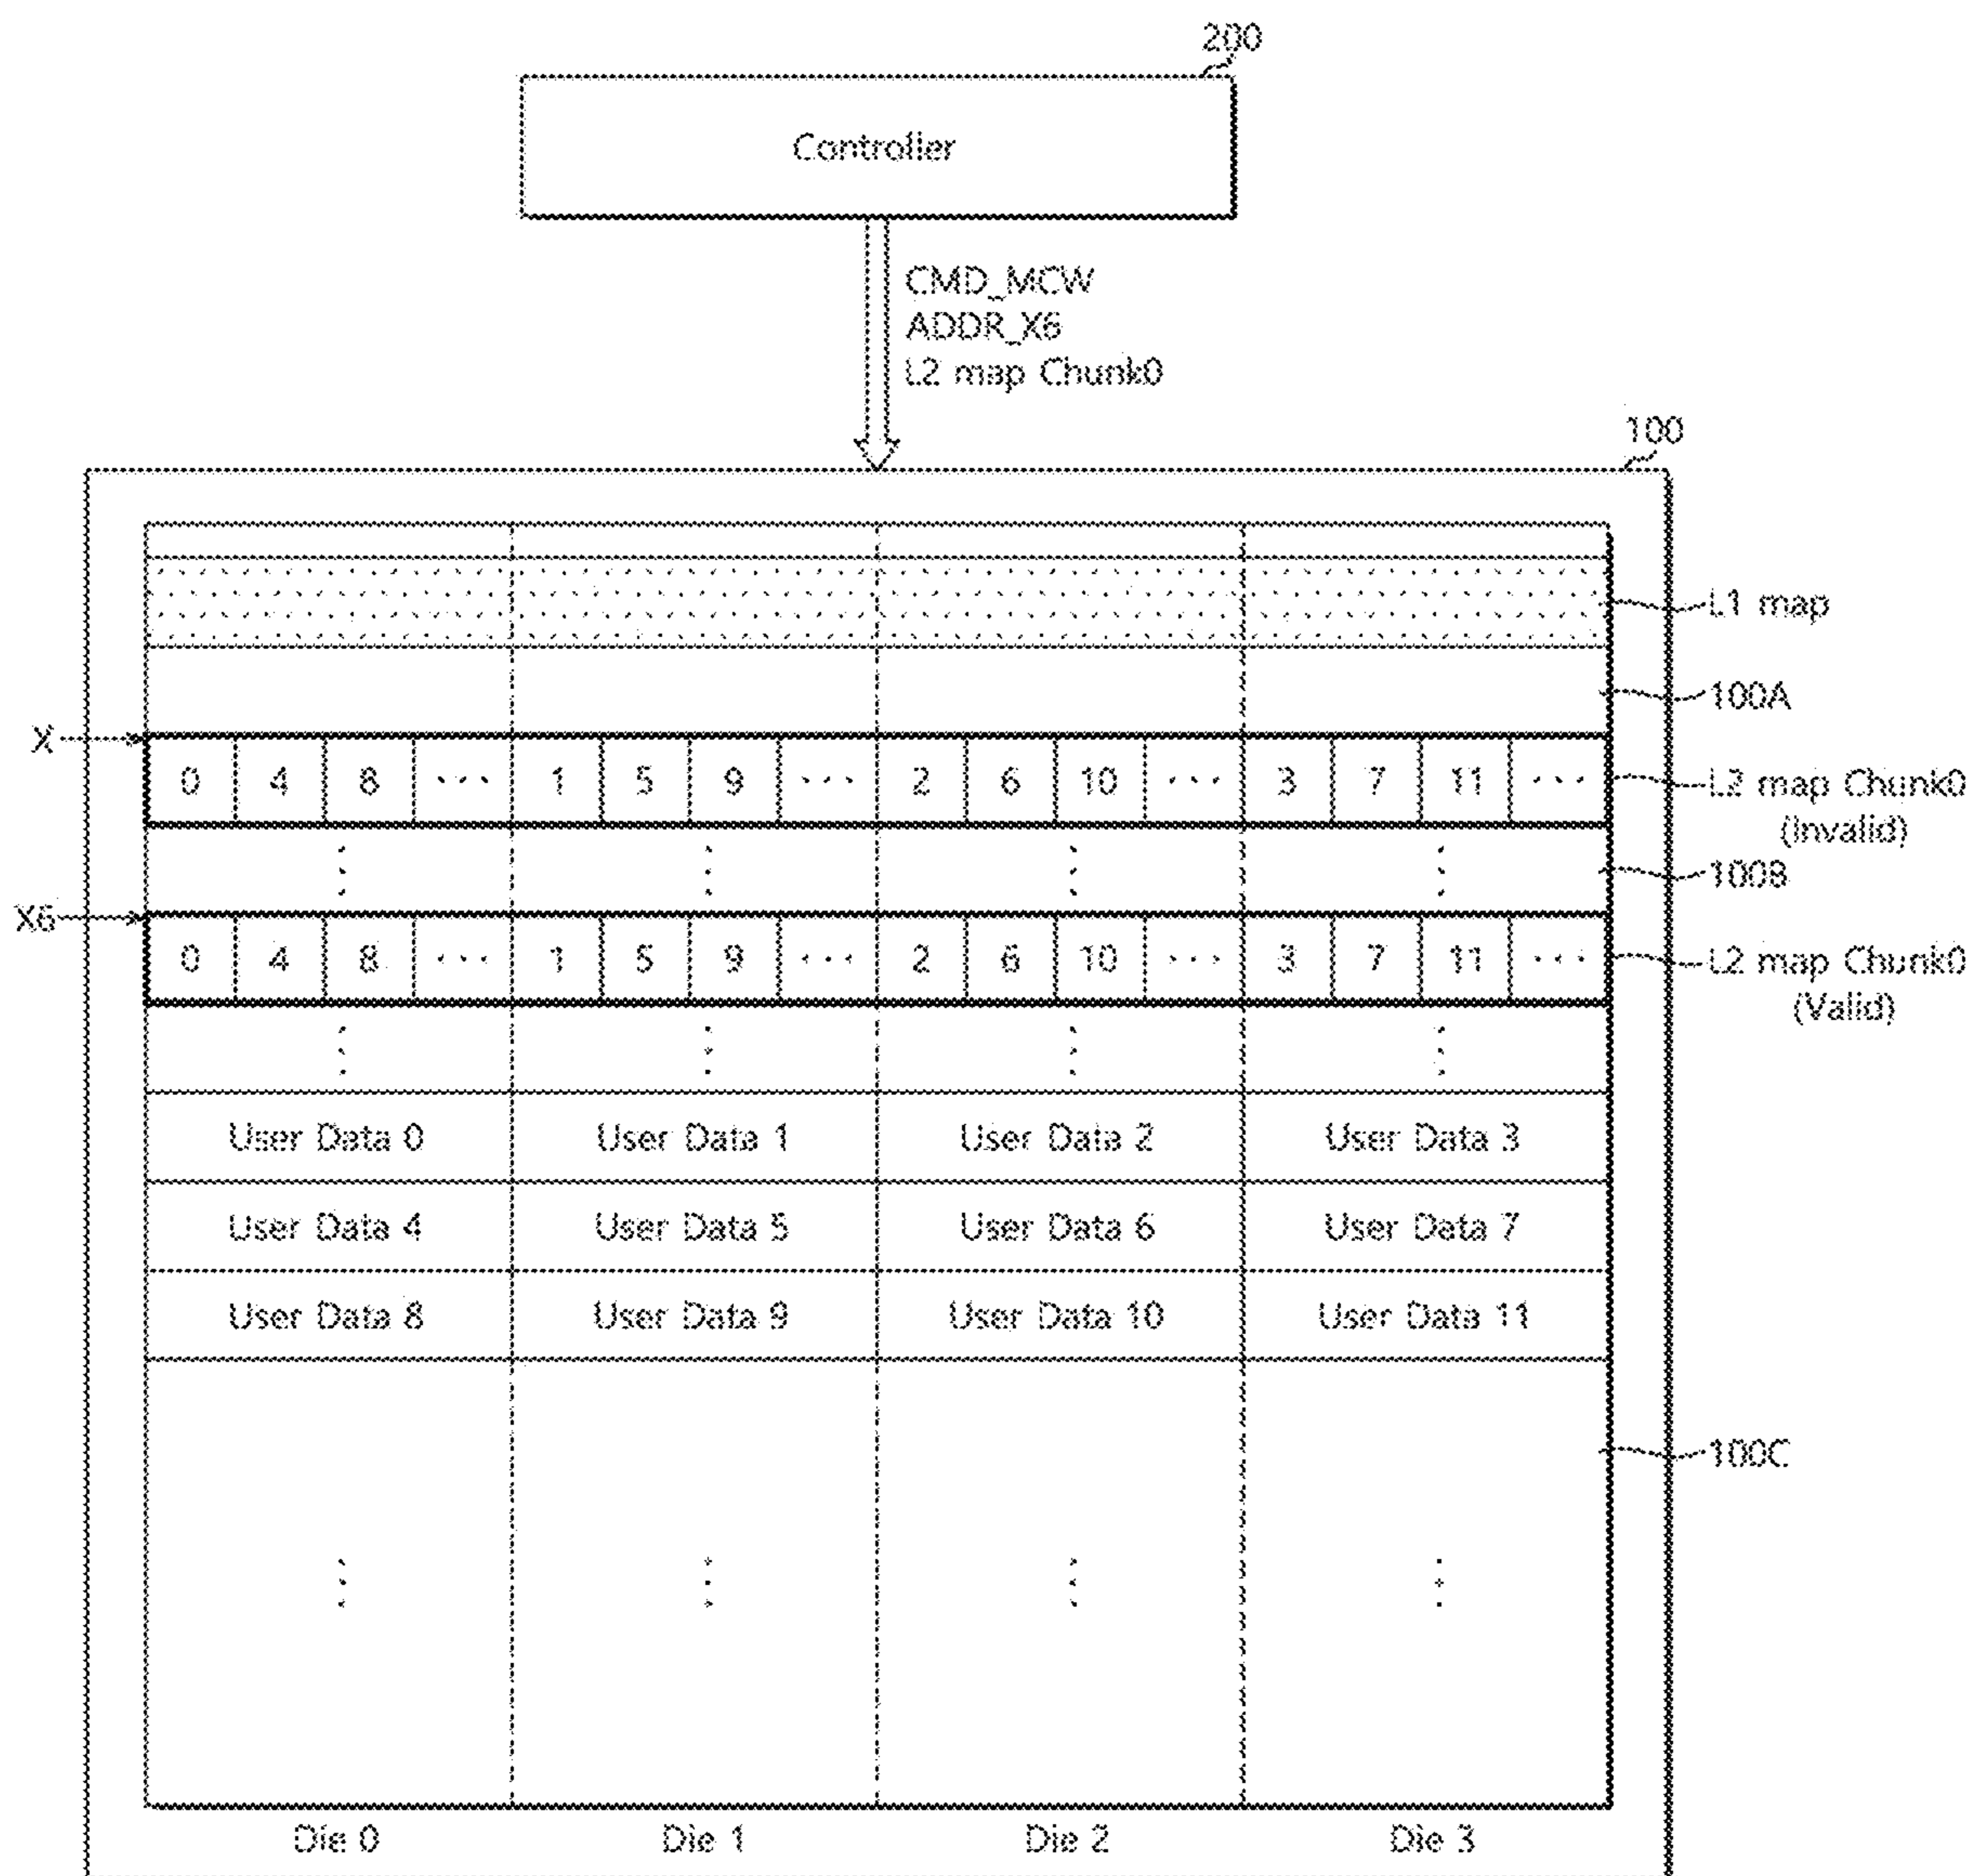 200
Controller
CMD_MCW
ADDR_X6
L2 map Chunk0
100
L1 map
100A
X
0 4 8 ... 1 5 9 ... 2 6 10 ... 3 7 11 ...
L2 map Chunk0
(Invalid)
100B
X6
0 4 8 ... 1 5 9 ... 2 6 10 ... 3 7 11 ...
L2 map Chunk0
(Valid)
User Data 0 User Data 1 User Data 2 User Data 3
User Data 4 User Data 5 User Data 6 User Data 7
User Data 8 User Data 9 User Data 10 User Data 11
100C
Die 0 Die 1 Die 2 Die 3